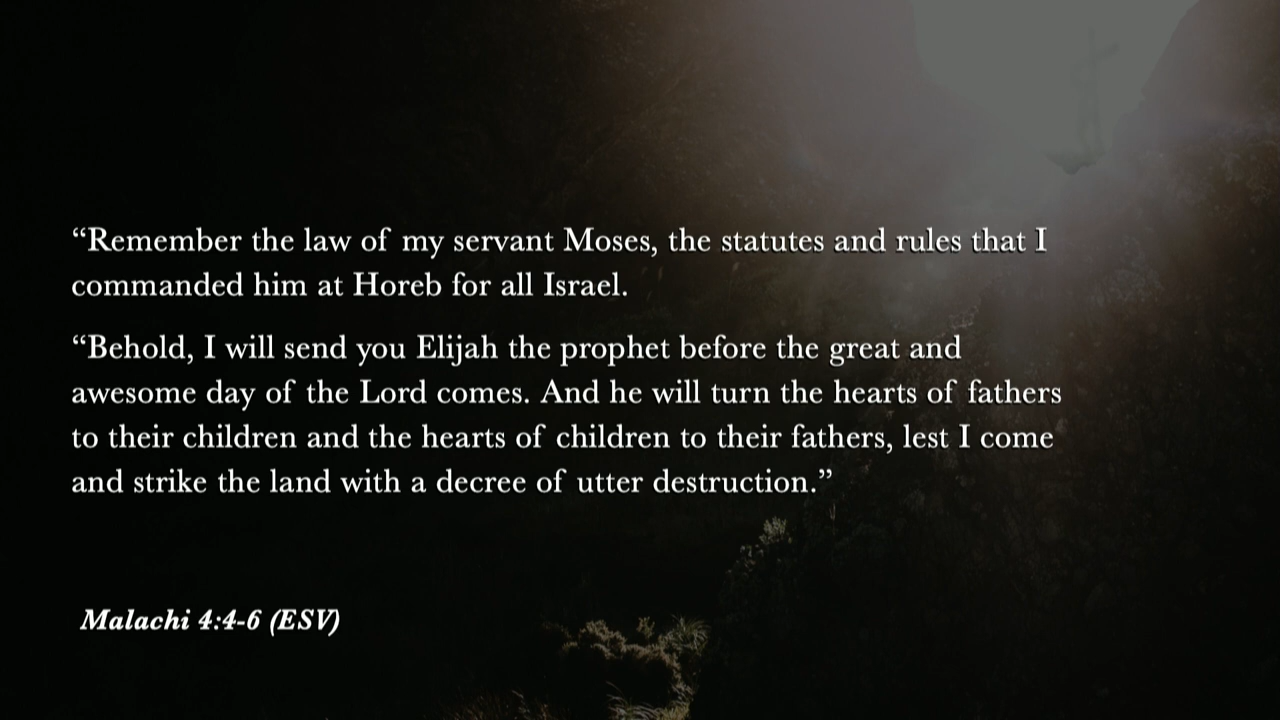 “Remember the law of my servant Moses, the statutes and rules that I
commanded him at Horeb for all Israel.
“Behold, I will send you Elijah the prophet before the great and
awesome day of the Lord comes. And he will turn the hearts of fathers
to their children and the hearts of children to their fathers, lest I come
and strike the land with a decree of utter destruction.”
Malachi 4:4-6 (ESV)